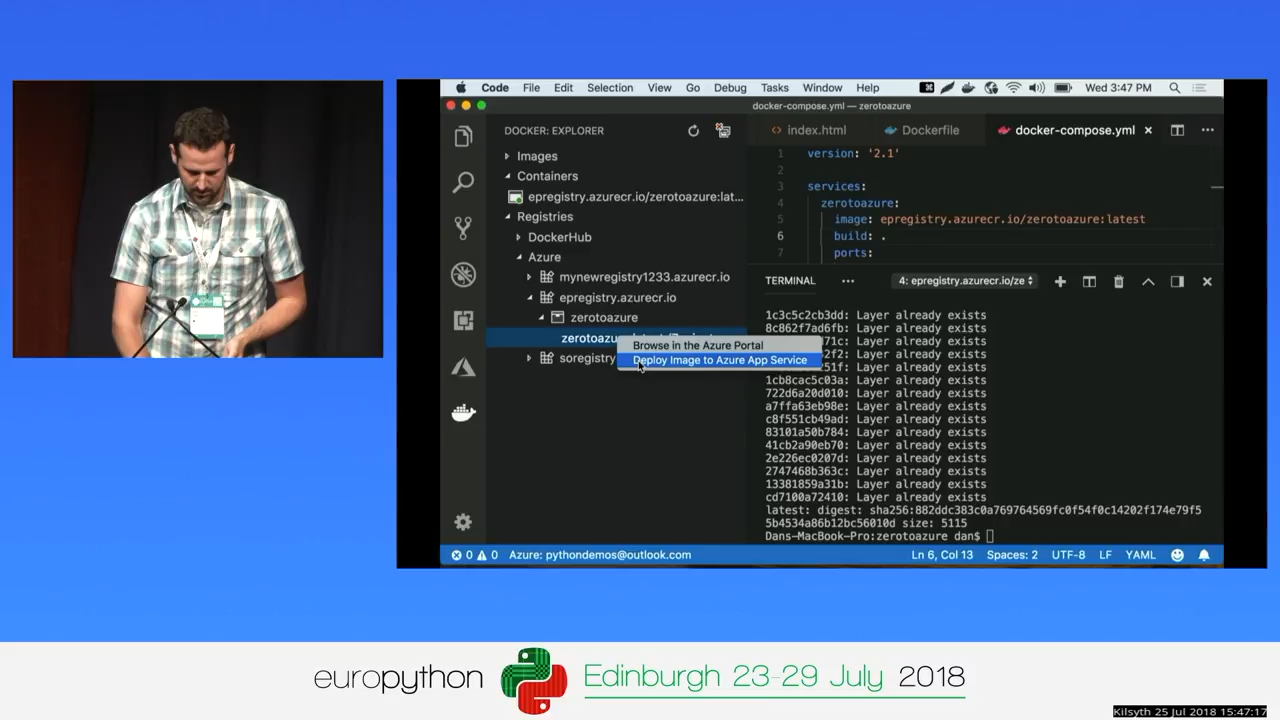 Code File Edit Selection View Go Debug Tasks Window Help Wed 3:47 PM
docker-compose.yml — zerotoazure
DOCKER: EXPLORER
Images
Containers
epregistry.azurecr.io/zerotoazure:lat...
Registries
DockerHub
Azure
mynewregistry1233.azurecr.io
epregistry.azurecr.io
zerotoazure
soregistry
Browse in the Azure Portal
Deploy Image to Azure App Service
index.html Dockerfile docker-compose.yml
1 version: '2.1'
2
3 services:
4 zerotoazure:
5 image: epregistry.azurecr.io/zerotoazure:latest
6 build: .
7 ports:
TERMINAL 4: epregistry.azurecr.io/ze
1c3c5c2cb3dd: Layer already exists
8c862f7ad6fb: Layer already exists
71c: Layer already exists
2f2: Layer already exists
251f: Layer already exists
1cb8cac5c03a: Layer already exists
722d6a20d010: Layer already exists
a7ffa63eb98e: Layer already exists
c8f551cb49ad: Layer already exists
83101a50b784: Layer already exists
41cb2a90eb70: Layer already exists
2e226ec0207d: Layer already exists
2747468b363c: Layer already exists
13381859a31b: Layer already exists
cd7100a72410: Layer already exists
latest: digest: sha256:882ddc383c0a769764569fc0f54f0c14202f174e79f5
5b4534a86b12bc56010d size: 5115
Dans-MacBook-Pro:zerotoazure dan$
0 0 Azure: pythondemos@outlook.com Ln 6, Col 13 Spaces: 2 UTF-8 LF YAML
europython Edinburgh 23-29 July 2018
Kilsyth 25 Jul 2018 15:47:17